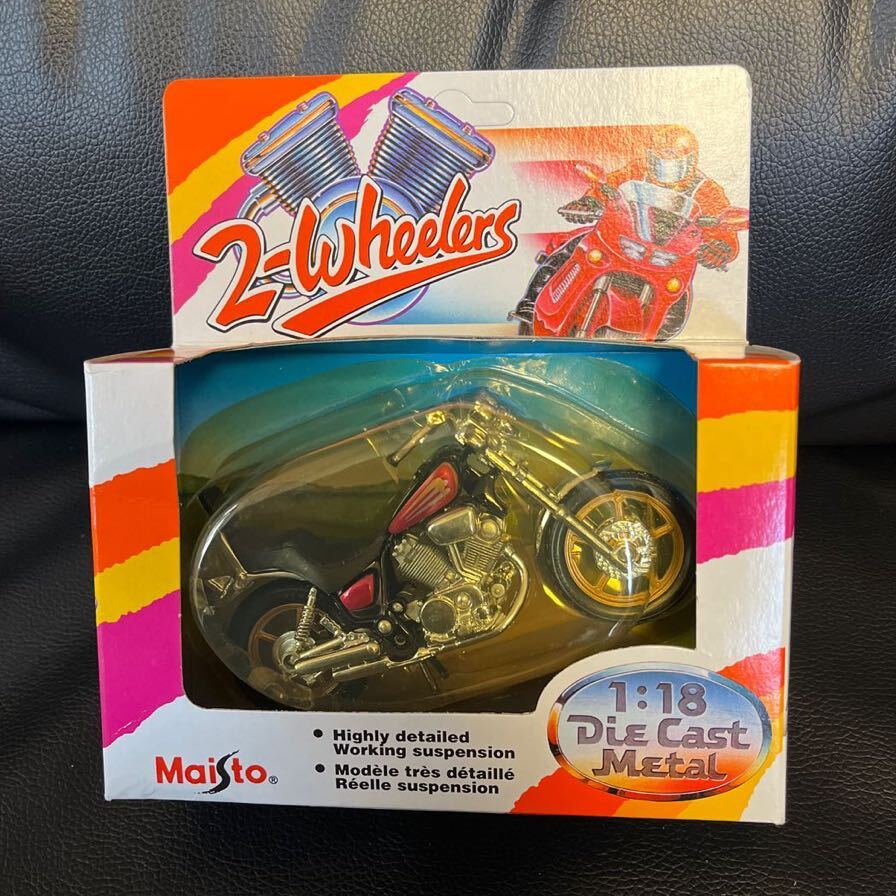 2-Wheelers
• Highly detailed
Working suspension
• Modèle très détaillé
Réelle suspension
Maisto®
1:18
Die Cast
Metal